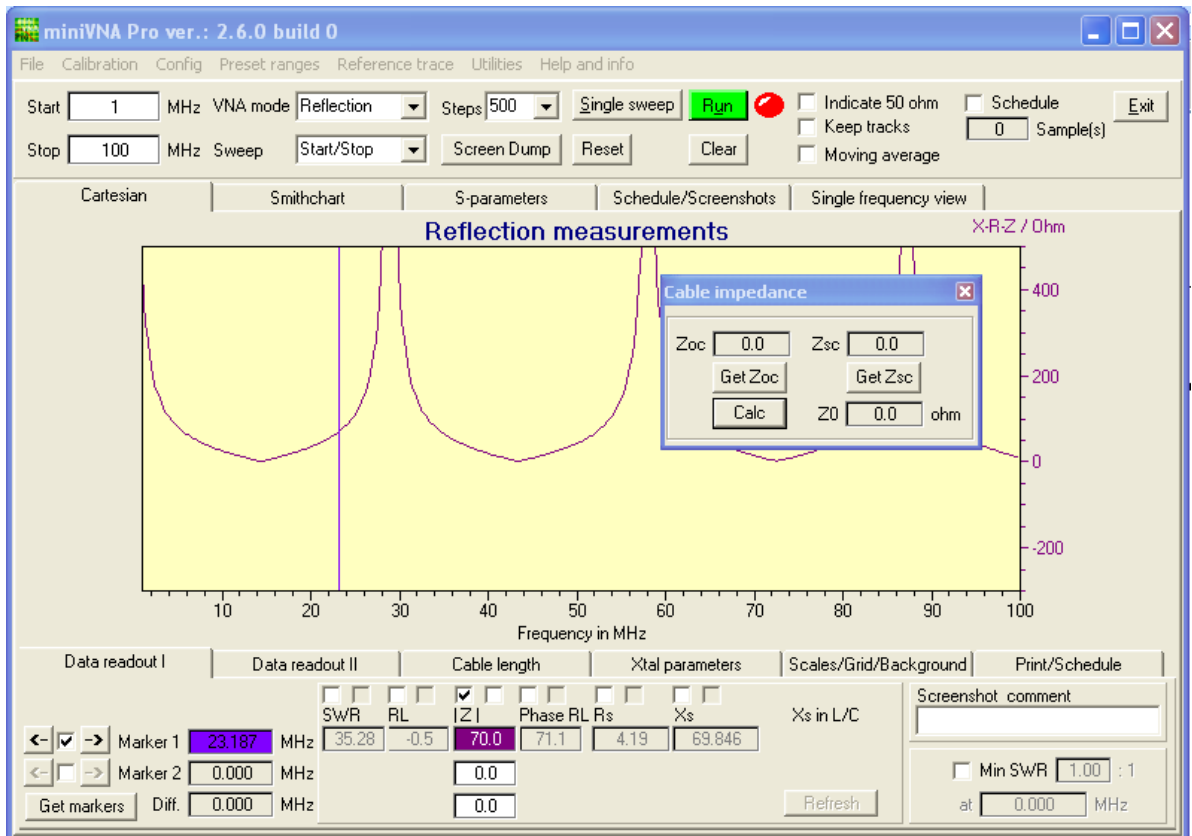 miniVNA Pro ver.: 2.6.0 build 0
File Calibration Config Preset ranges Reference trace Utilities Help and info
Start 1 MHz VNA mode Reflection Steps 500 Single sweep Run Indicate 50 ohm Schedule Exit
Keep tracks 0 Sample(s)
Stop 100 MHz Sweep Start/Stop Screen Dump Reset Clear Moving average
Cartesian Smithchart S-parameters Schedule/Screenshots Single frequency view
Reflection measurements X-R-Z / Ohm
Cable impedance
Zoc 0.0 Zsc 0.0
Get Zoc Get Zsc
Calc Z0 0.0 ohm
400
200
0
-200
10 20 30 40 50 60 70 80 90 100
Frequency in MHz
Data readout I Data readout II Cable length Xtal parameters Scales/Grid/Background Print/Schedule
SWR RL |Z| Phase RL Rs Xs Xs in L/C Screenshot comment
<- -> Marker 1 23.187 MHz 35.28 -0.5 70.0 71.1 4.19 69.846
<- -> Marker 2 0.000 MHz 0.0 Min SWR 1.00 : 1
Get markers Diff. 0.000 MHz 0.0 Refresh at 0.000 MHz